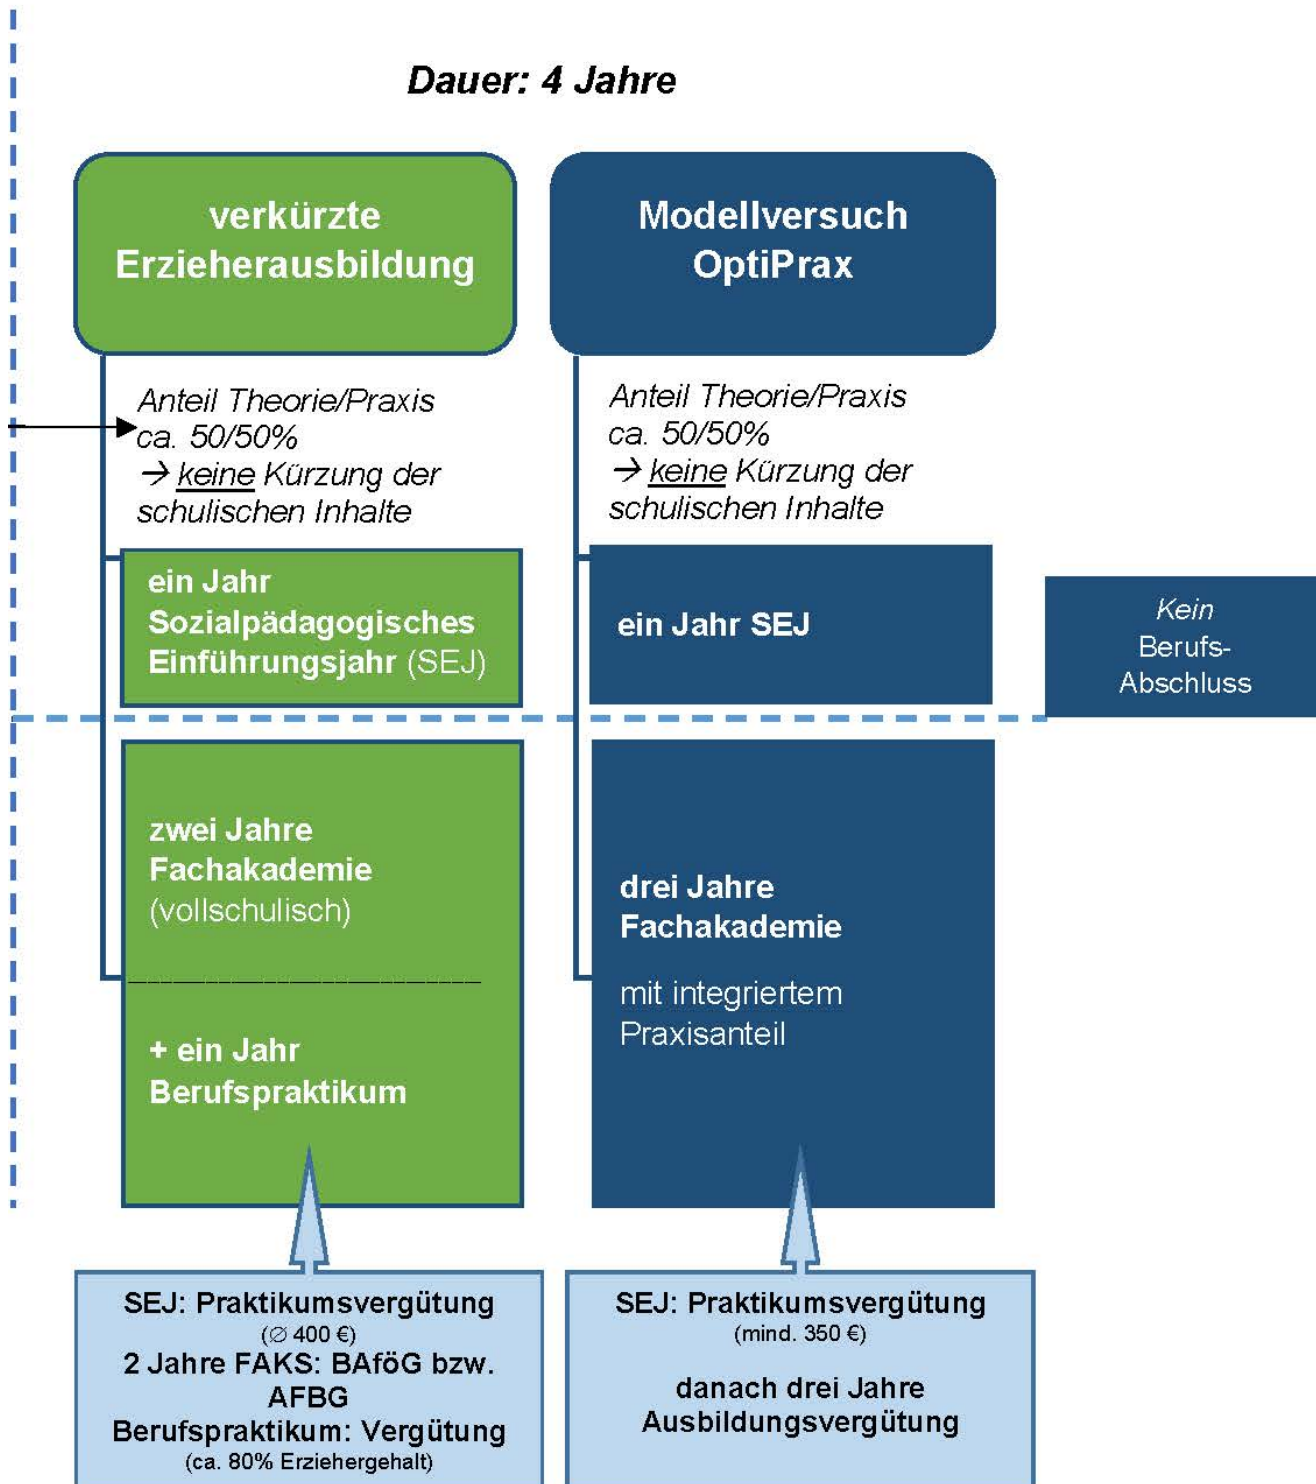 Dauer: 4 Jahre
verkürzte
Erzieherausbildung
Anteil Theorie/Praxis
ca. 50/50%
→ keine Kürzung der
schulischen Inhalte
ein Jahr
Sozialpädagogisches
Einführungsjahr (SEJ)
zwei Jahre
Fachakademie
(vollschulisch)
+ ein Jahr
Berufspraktikum
SEJ: Praktikumsvergütung
(∅ 400 €)
2 Jahre FAKS: BAföG bzw.
AFBG
Berufspraktikum: Vergütung
(ca. 80% Erziehergehalt)
Modellversuch
OptiPrax
Anteil Theorie/Praxis
ca. 50/50%
→ keine Kürzung der
schulischen Inhalte
ein Jahr SEJ
drei Jahre
Fachakademie
mit integriertem
Praxisanteil
SEJ: Praktikumsvergütung
(mind. 350 €)
danach drei Jahre
Ausbildungsvergütung
Kein
Berufs-
Abschluss